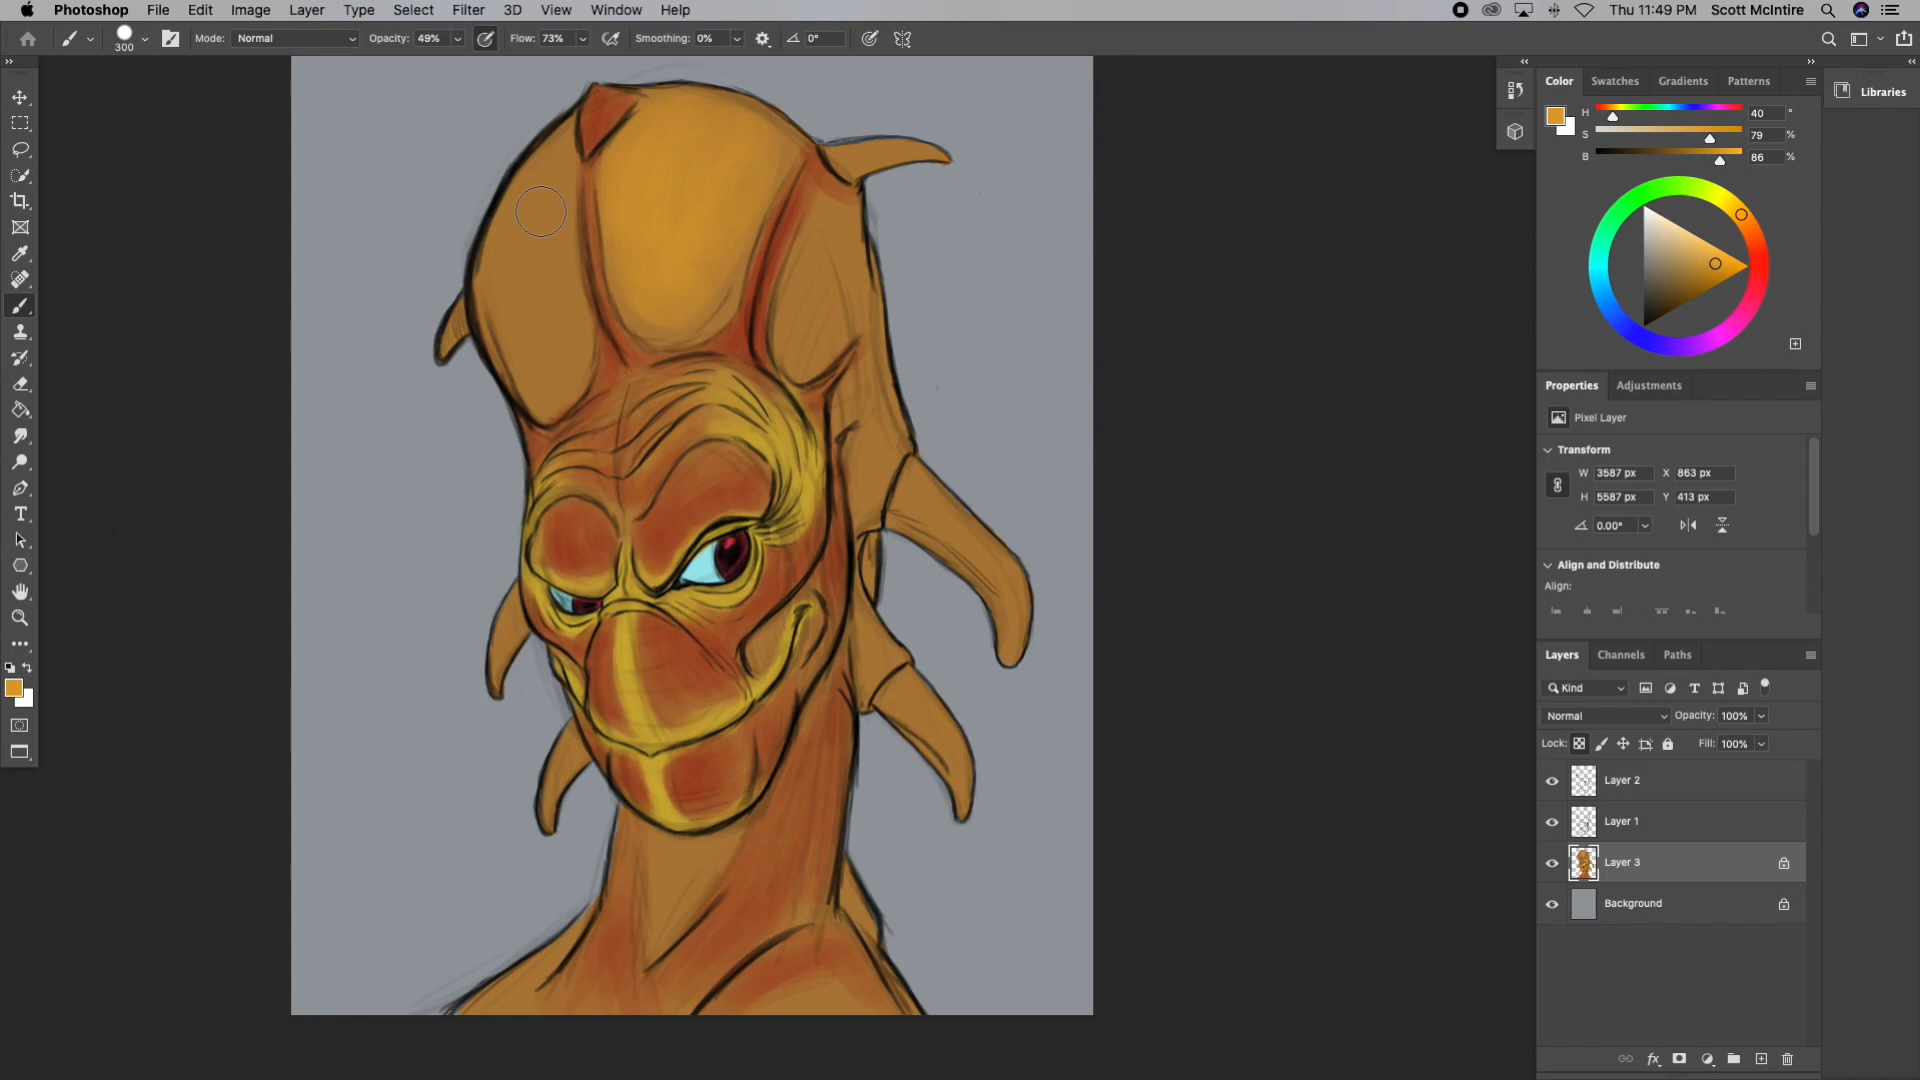 Photoshop File Edit Image Layer Type Select Filter 3D View Window Help Thu 11:49 PM Scott McIntire
300 Mode: Normal Opacity: 49% Flow: 73% Smoothing: 0% 0°
Color Swatches Gradients Patterns
Libraries
H 40 °
S 79 %
B 86 %
Properties Adjustments
Pixel Layer
Transform
W 3587 px X 863 px
H 5587 px Y 413 px
0.00°
Align and Distribute
Align:
Layers Channels Paths
Kind
Normal Opacity: 100%
Lock: Fill: 100%
Layer 2
Layer 1
Layer 3
Background